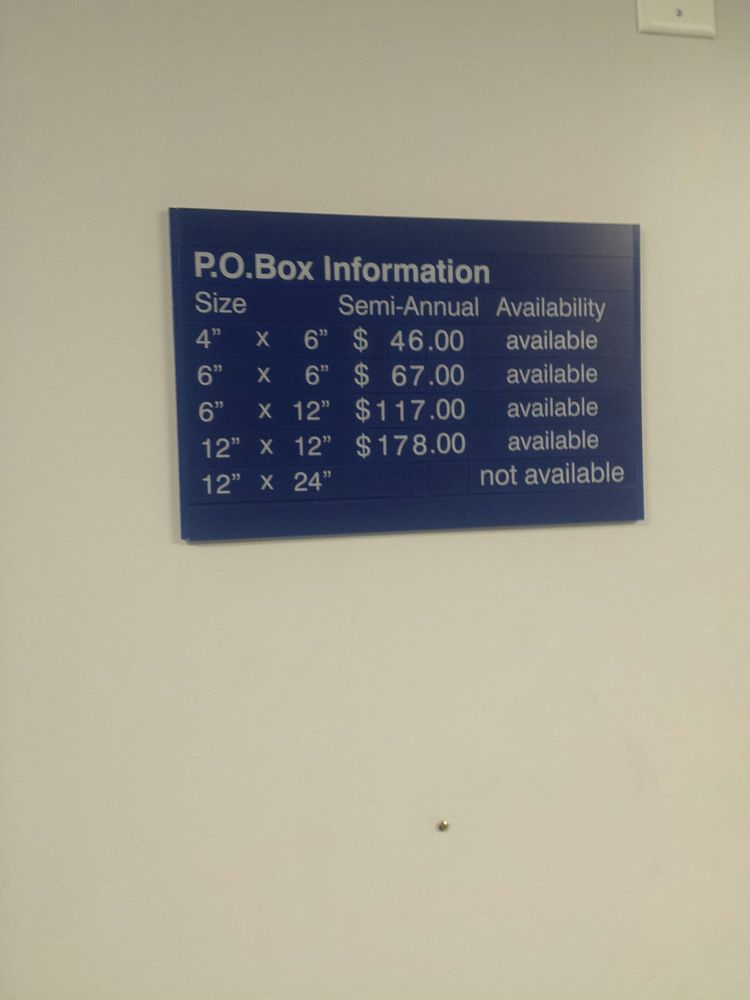 P.O.Box Information
Size Semi-Annual Availability
4” x 6” $ 46.00 available
6” x 6” $ 67.00 available
6” x 12” $117.00 available
12” x 12” $178.00 available
12” x 24” not available